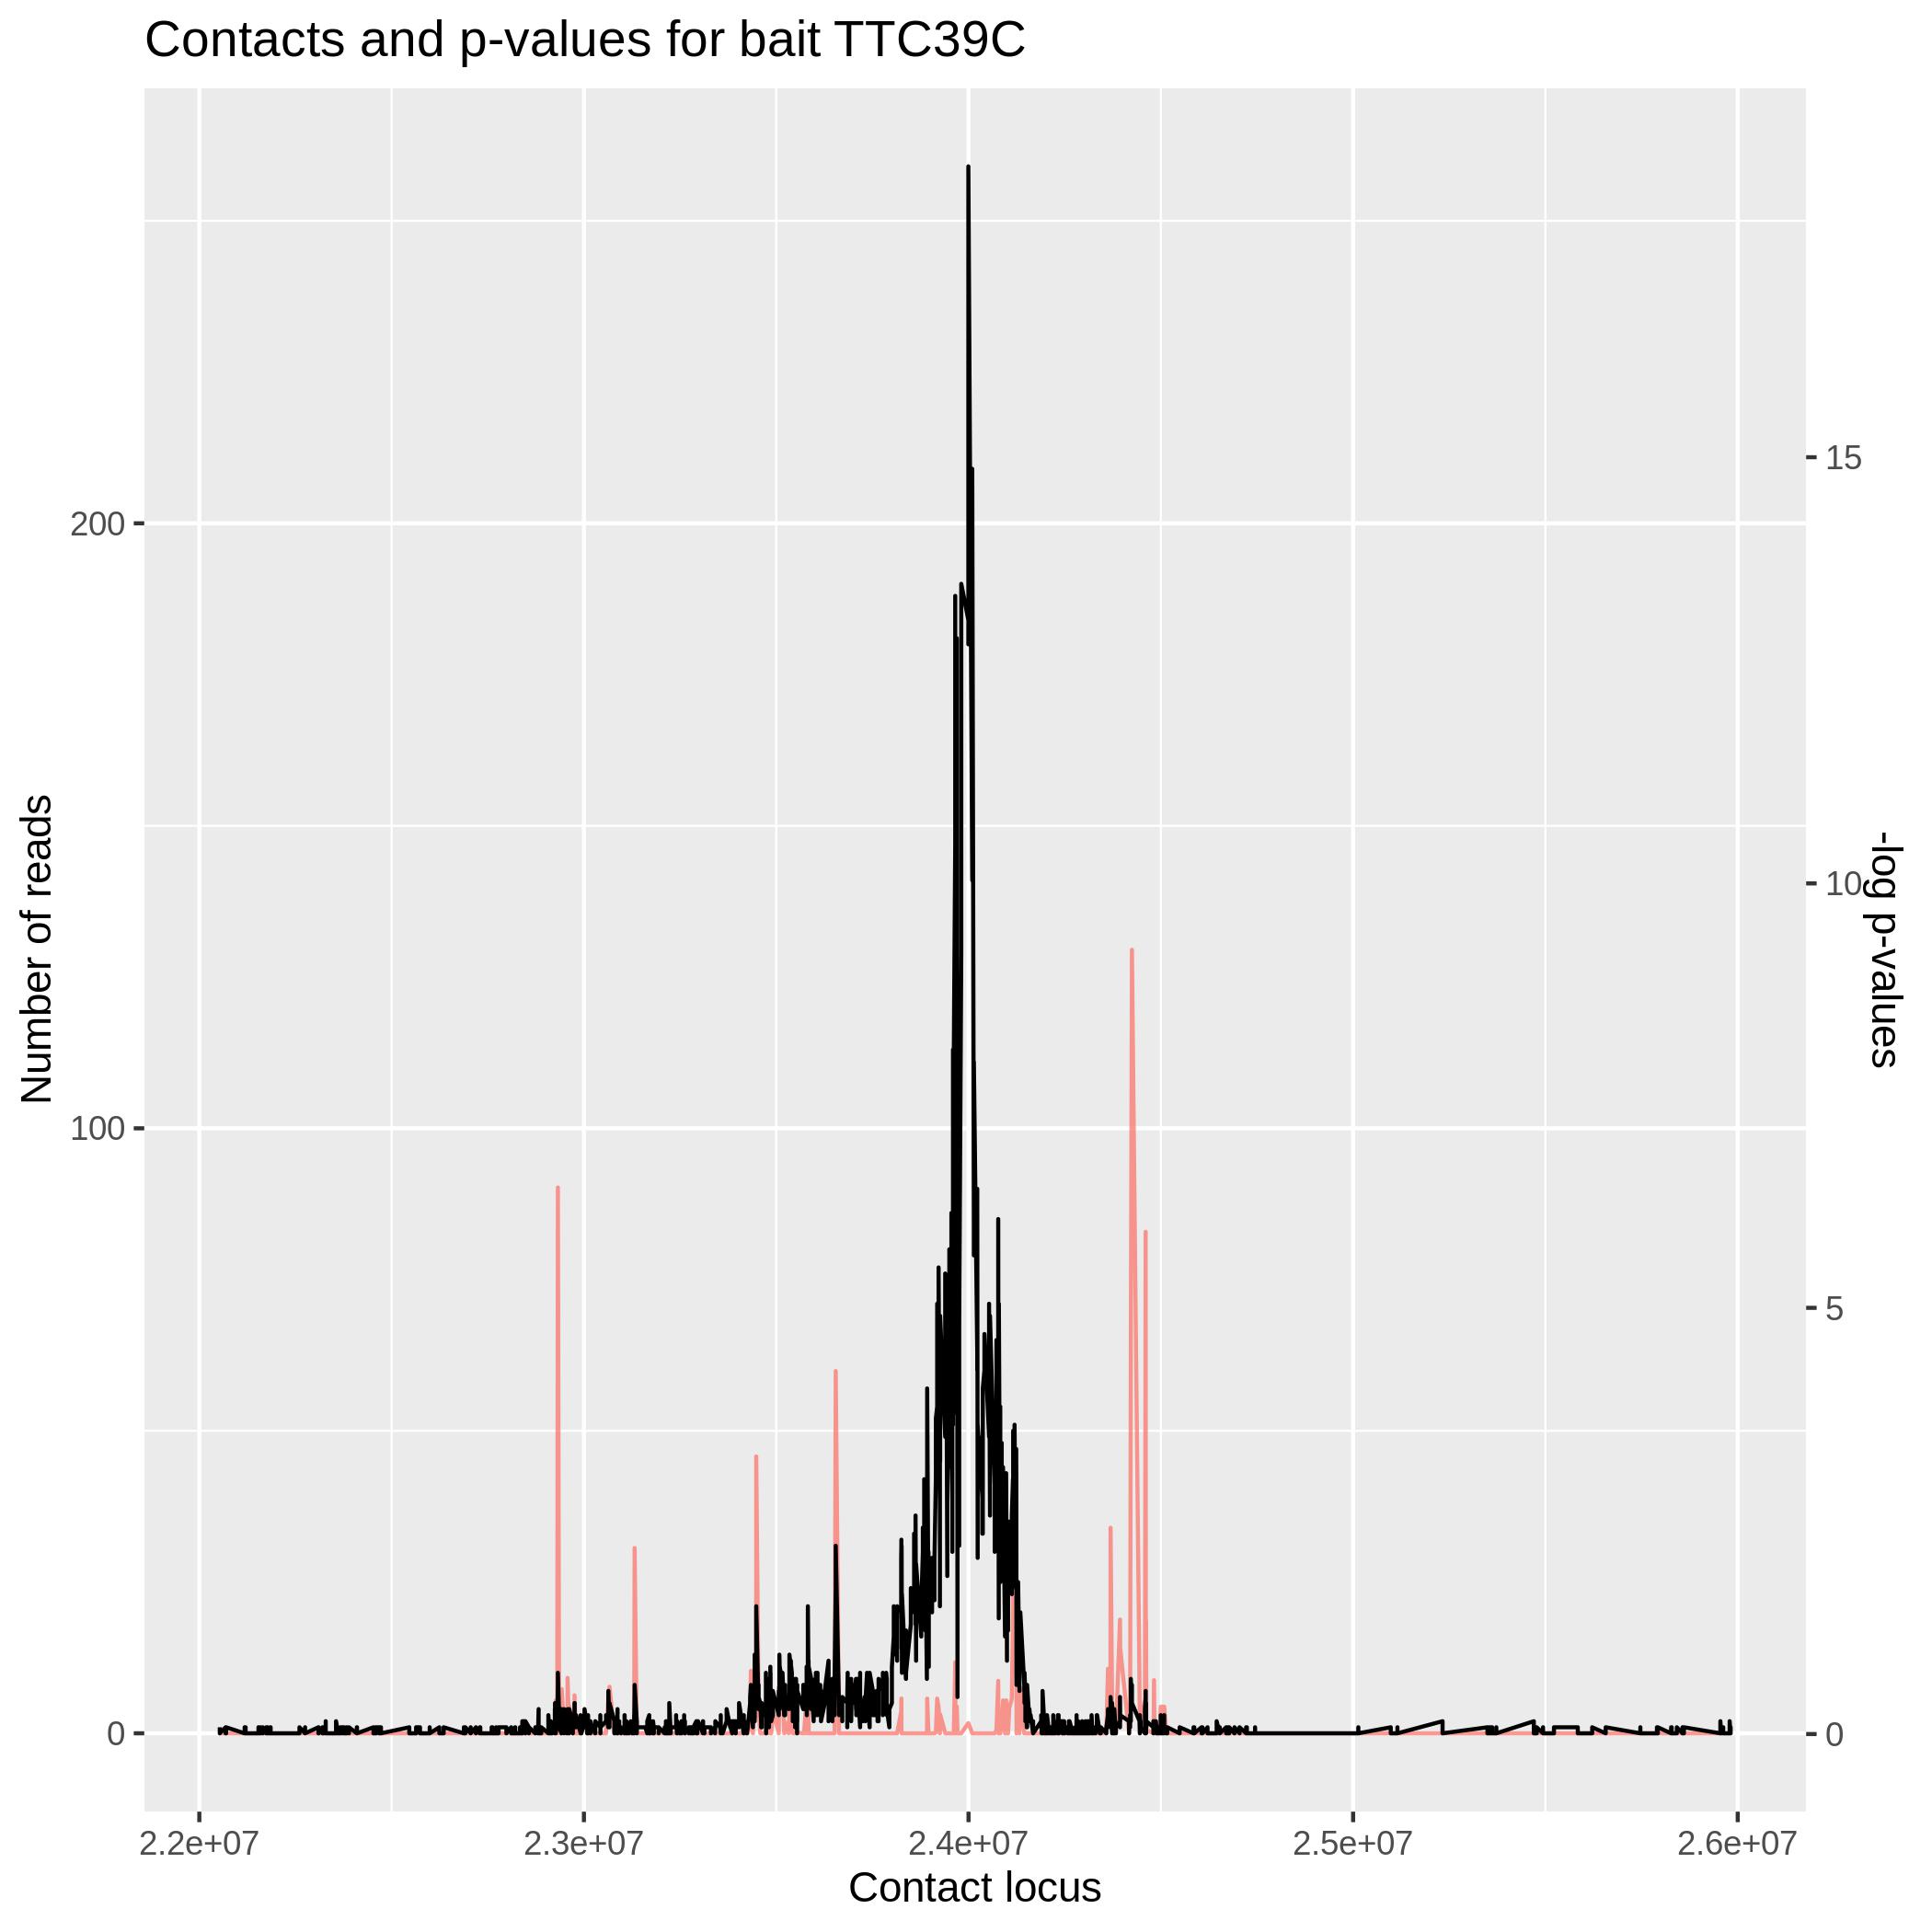 Contacts and p-values for bait TTC39C
Number of reads
200
100
0
15
10
5
0
-log p-values
2.2e+07 2.3e+07 2.4e+07 2.5e+07 2.6e+07
Contact locus